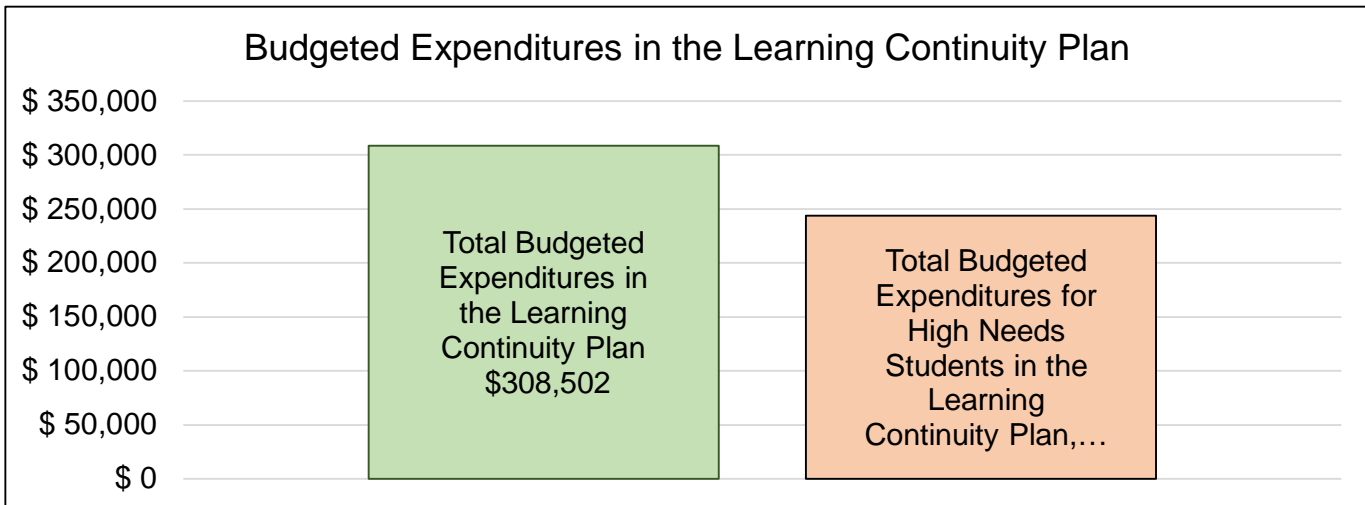 Budgeted Expenditures in the Learning Continuity Plan
$ 350,000
$ 300,000
$ 250,000
$ 200,000
$ 150,000
$ 100,000
$ 50,000
$ 0
Total Budgeted
Expenditures in
the Learning
Continuity Plan
$308,502
Total Budgeted
Expenditures for
High Needs
Students in the
Learning
Continuity Plan,…